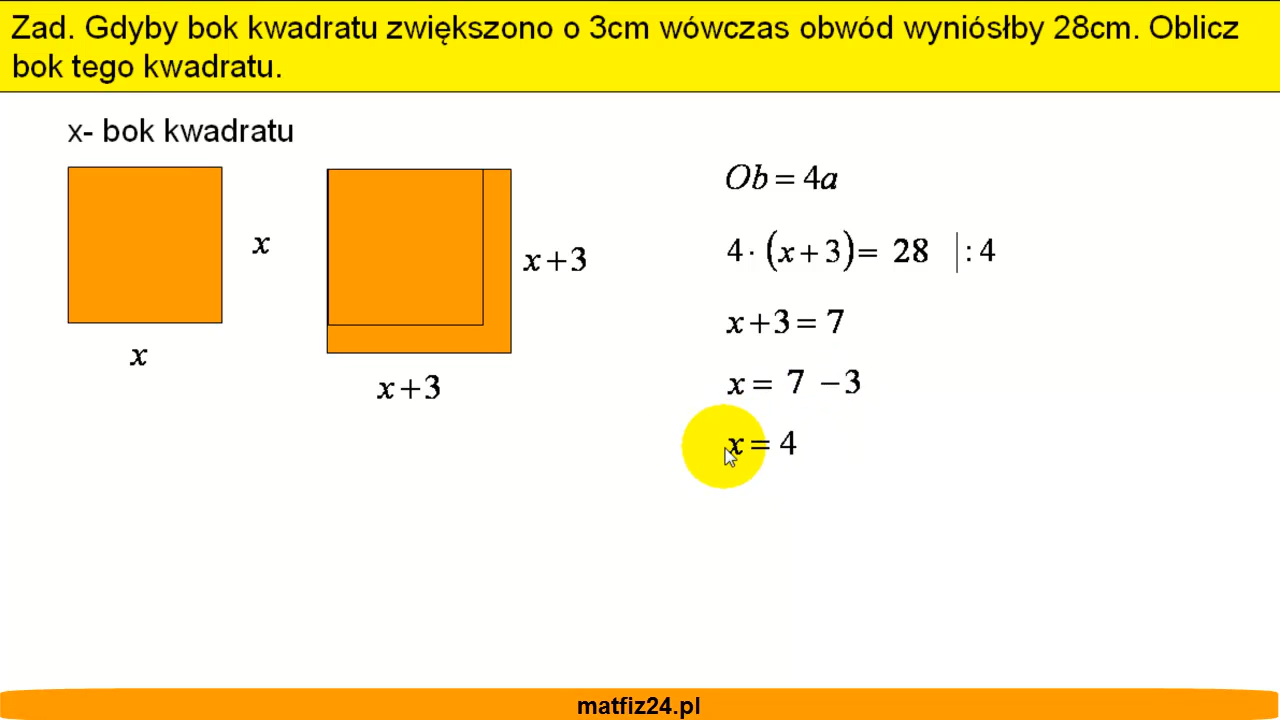 Zad. Gdyby bok kwadratu zwiększono o 3cm wówczas obwód wyniósłby 28cm. Oblicz
bok tego kwadratu.
x- bok kwadratu
x
x
x+3
x+3
Ob = 4a
4 · (x+3) = 28 | : 4
x+3 = 7
x = 7 −3
x = 4
matfiz24.pl